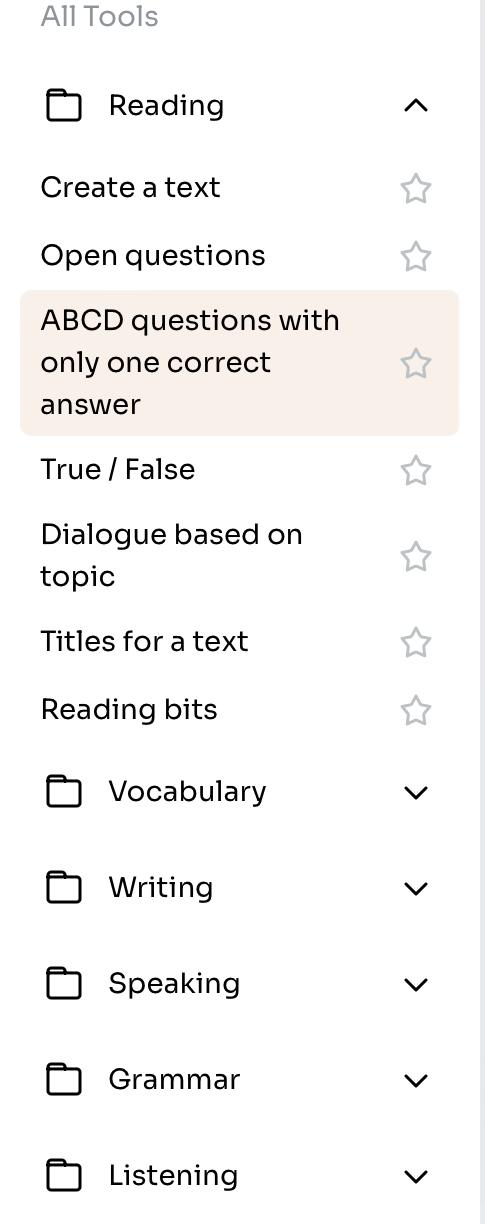 All Tools
Reading
Create a text
Open questions
ABCD questions with
only one correct
answer
True / False
Dialogue based on
topic
Titles for a text
Reading bits
Vocabulary
Writing
Speaking
Grammar
Listening